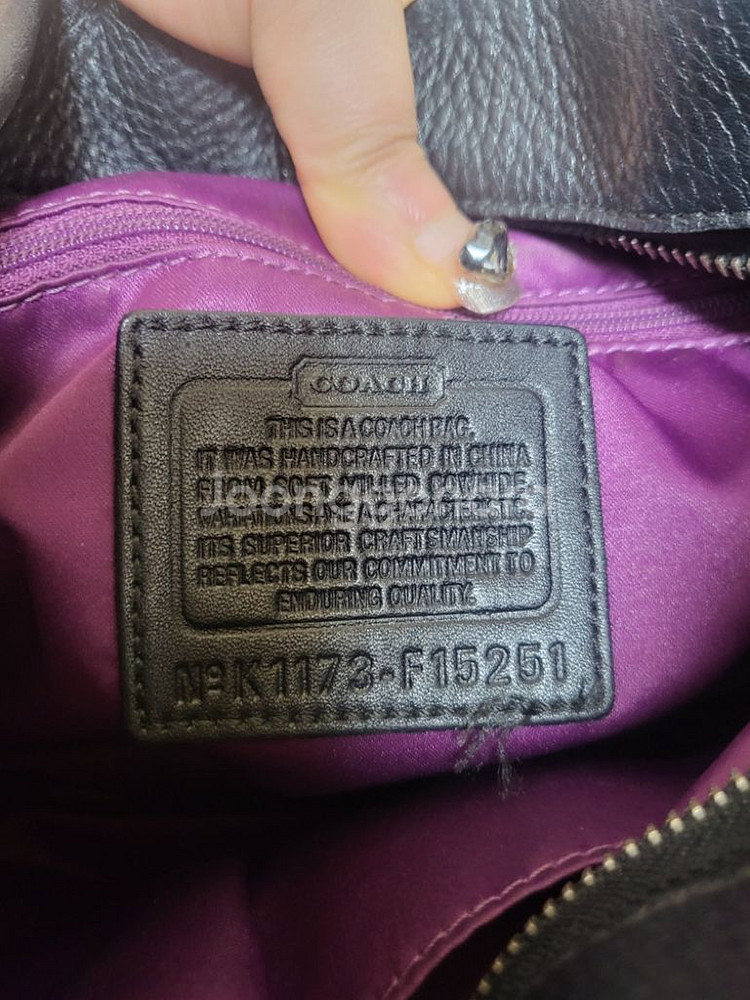 COACH
THIS IS A COACH BAG.
IT WAS HANDCRAFTED IN CHINA
FROM SOFT MILLED COWHIDE.
VARIATIONS ARE A CHARACTERISTIC.
ITS SUPERIOR CRAFTSMANSHIP
REFLECTS OUR COMMITMENT TO
ENDURING QUALITY.
Nº K1173-F15251